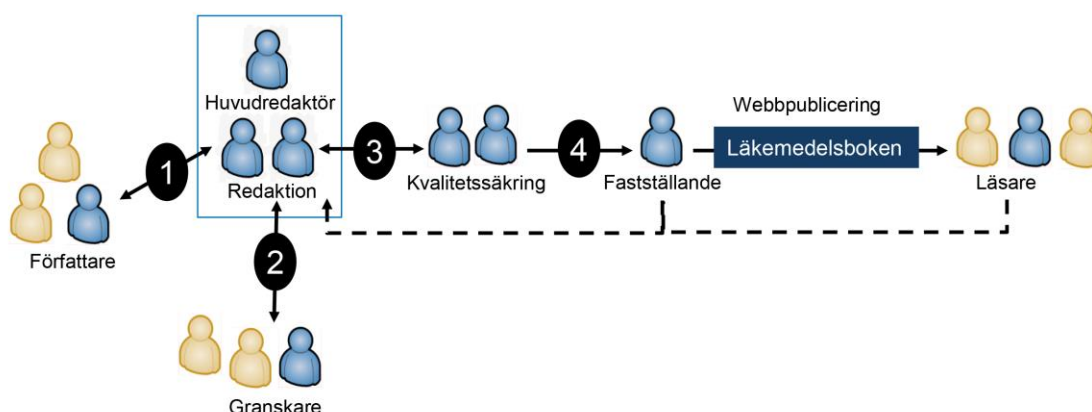 Huvudredaktör
Redaktion
1
Författare
2
Granskare
3
Kvalitetssäkring
4
Fastställande
Webbpublicering
Läkemedelsboken
Läsare